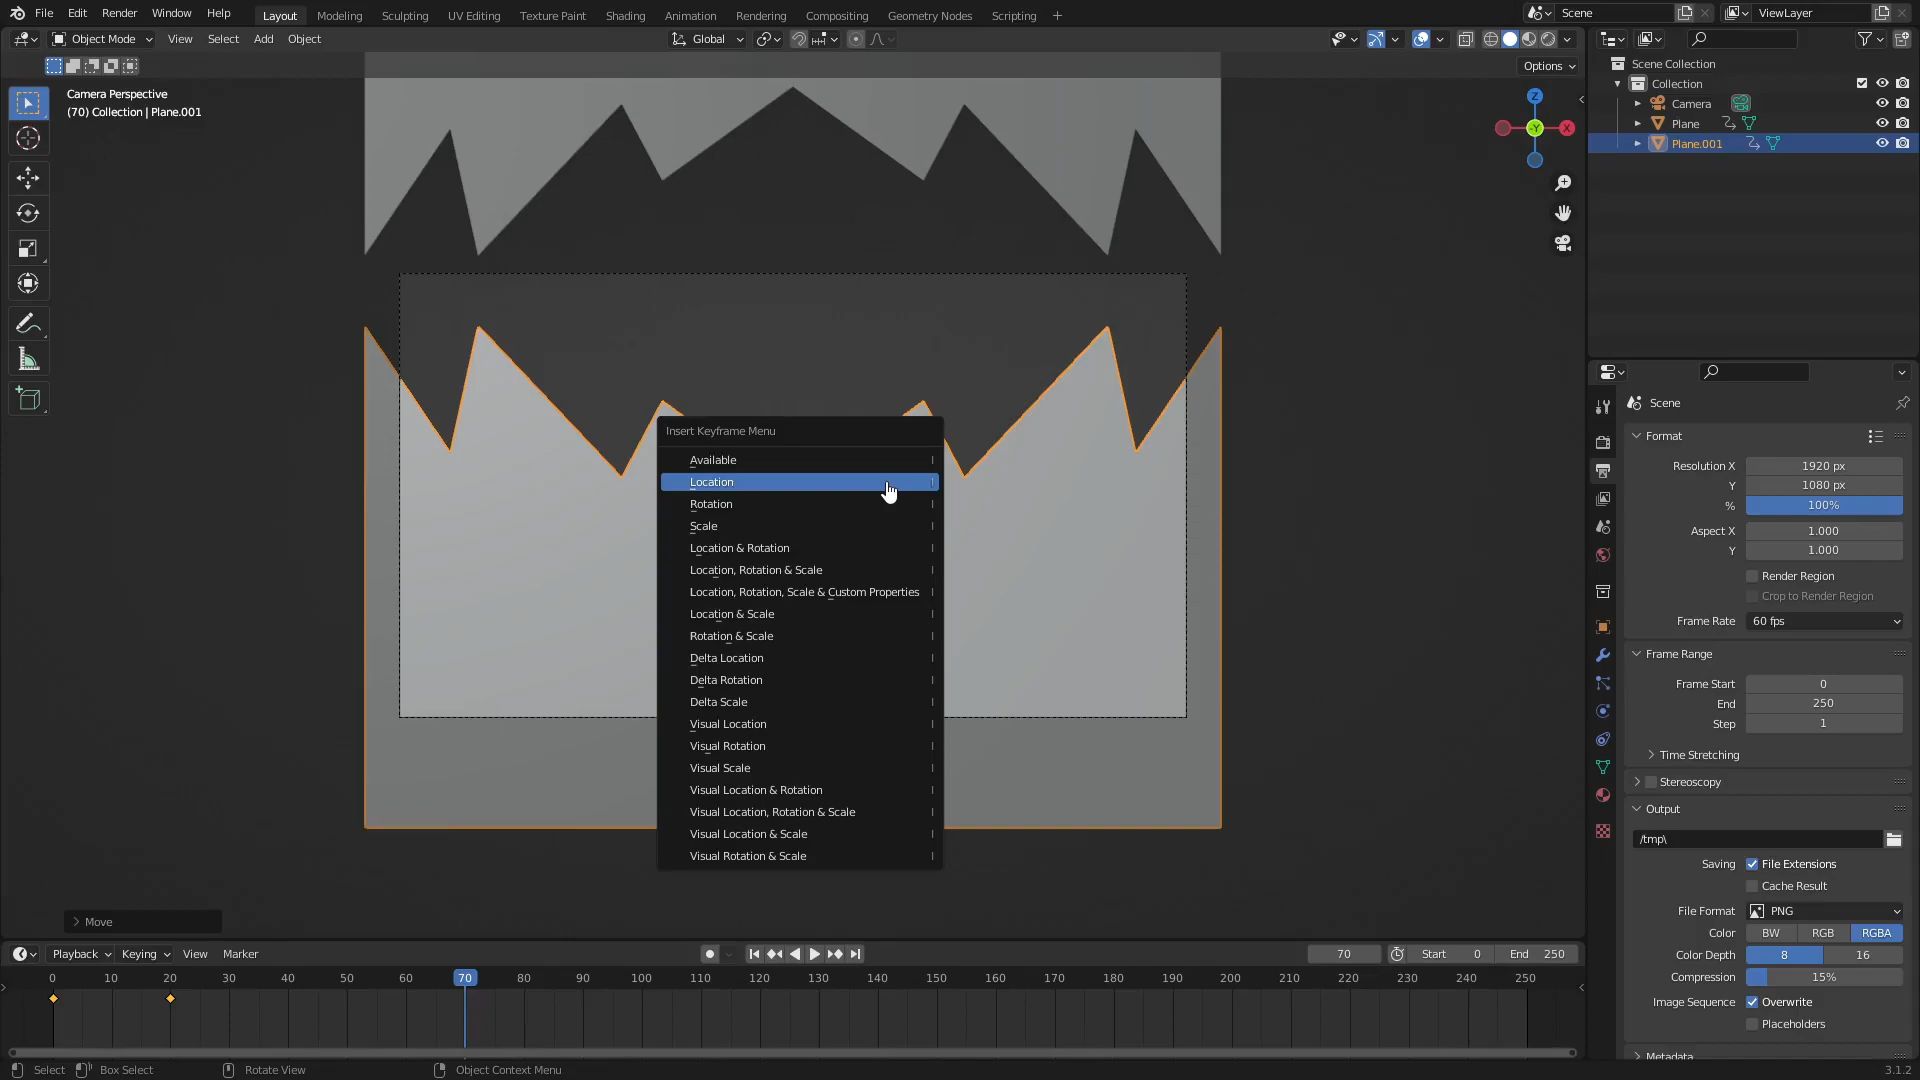 File Edit Render Window Help Layout Modeling Sculpting UV Editing Texture Paint Shading Animation Rendering Compositing Geometry Nodes Scripting + Scene ViewLayer
Object Mode View Select Add Object Global
Options
Camera Perspective
(70) Collection | Plane.001
Z
-Y
X
Scene Collection
Collection
Camera
Plane
Plane.001
Insert Keyframe Menu
Available I
Location I
Rotation I
Scale I
Location & Rotation I
Location, Rotation & Scale I
Location, Rotation, Scale & Custom Properties I
Location & Scale I
Rotation & Scale I
Delta Location I
Delta Rotation I
Delta Scale I
Visual Location I
Visual Rotation I
Visual Scale I
Visual Location & Rotation I
Visual Location, Rotation & Scale I
Visual Location & Scale I
Visual Rotation & Scale I
Scene
Format
Resolution X 1920 px
Y 1080 px
% 100%
Aspect X 1.000
Y 1.000
Render Region
Crop to Render Region
Frame Rate 60 fps
Frame Range
Frame Start 0
End 250
Step 1
Time Stretching
Stereoscopy
Output
/tmp\
Saving File Extensions
Cache Result
File Format PNG
Color BW RGB RGBA
Color Depth 8 16
Compression 15%
Image Sequence Overwrite
Placeholders
Metadata
Move
Playback Keying View Marker 70 Start 0 End 250
0 10 20 30 40 50 60 70 80 90 100 110 120 130 140 150 160 170 180 190 200 210 220 230 240 250
Select Box Select Rotate View Object Context Menu 3.1.2